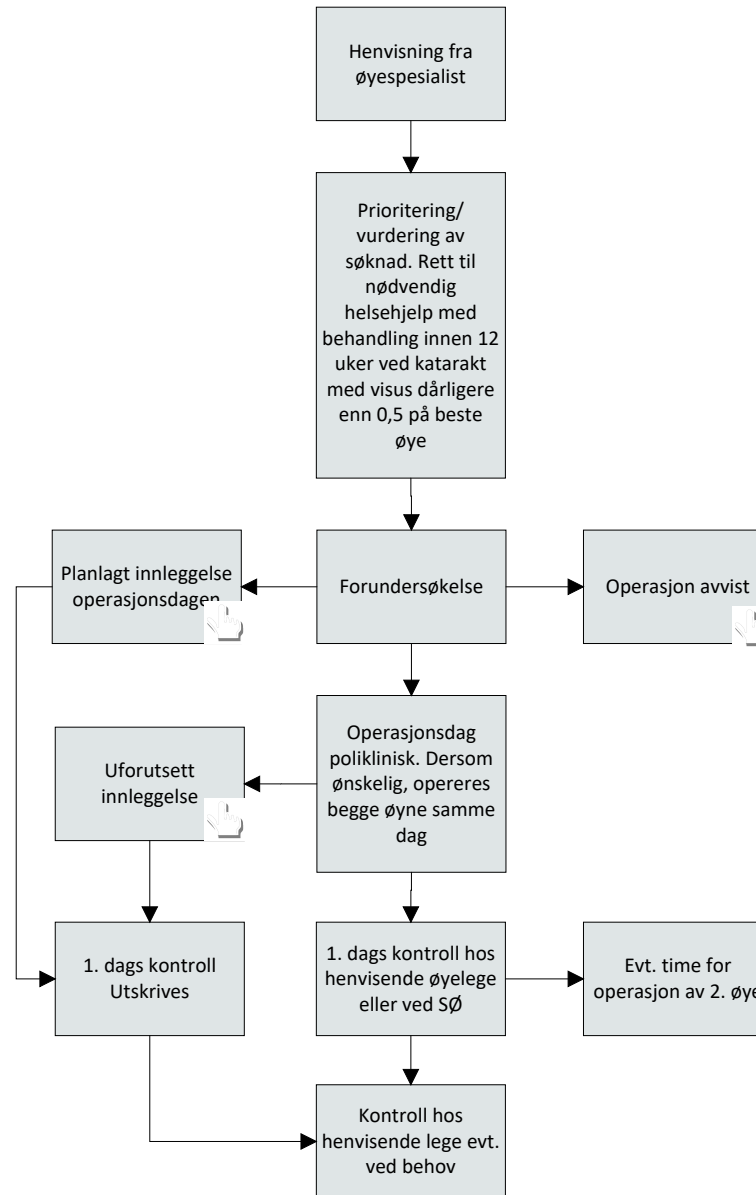 Henvisning fra
øyespesialist
Prioritering/
vurdering av
søknad. Rett til
nødvendig
helsehjelp med
behandling innen 12
uker ved katarakt
med visus dårligere
enn 0,5 på beste
øye
Planlagt innleggelse
operasjonsdagen
Forundersøkelse
Operasjon avvist
Uforutsett
innleggelse
Operasjonsdag
poliklinisk. Dersom
ønskelig, opereres
begge øyne samme
dag
1. dags kontroll
Utskrives
1. dags kontroll hos
henvisende øyelege
eller ved SØ
Evt. time for
operasjon av 2. øye
Kontroll hos
henvisende lege evt.
ved behov